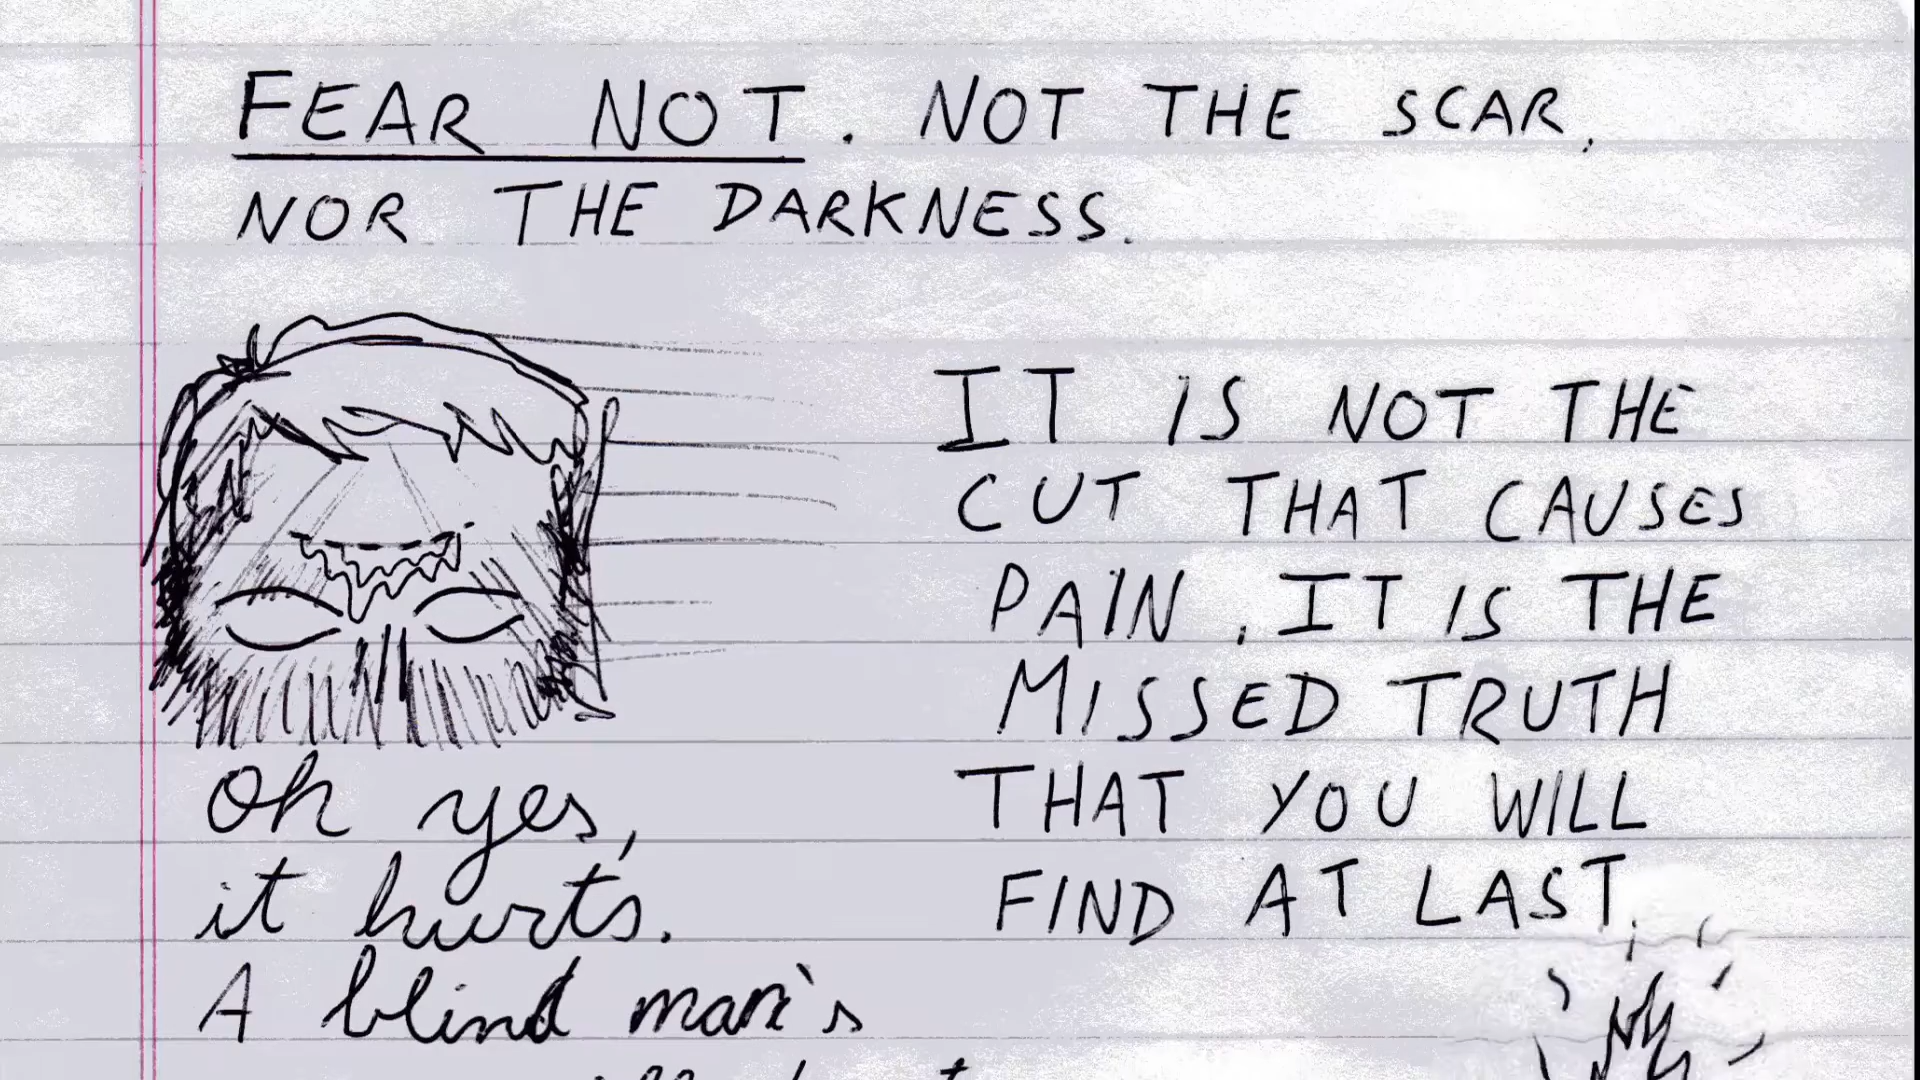 FEAR NOT. NOT THE SCAR,
NOR THE DARKNESS.
IT IS NOT THE
CUT THAT CAUSES
PAIN. IT IS THE
MISSED TRUTH
THAT YOU WILL
FIND AT LAST.
Oh yes,
it hurts.
A blind man's